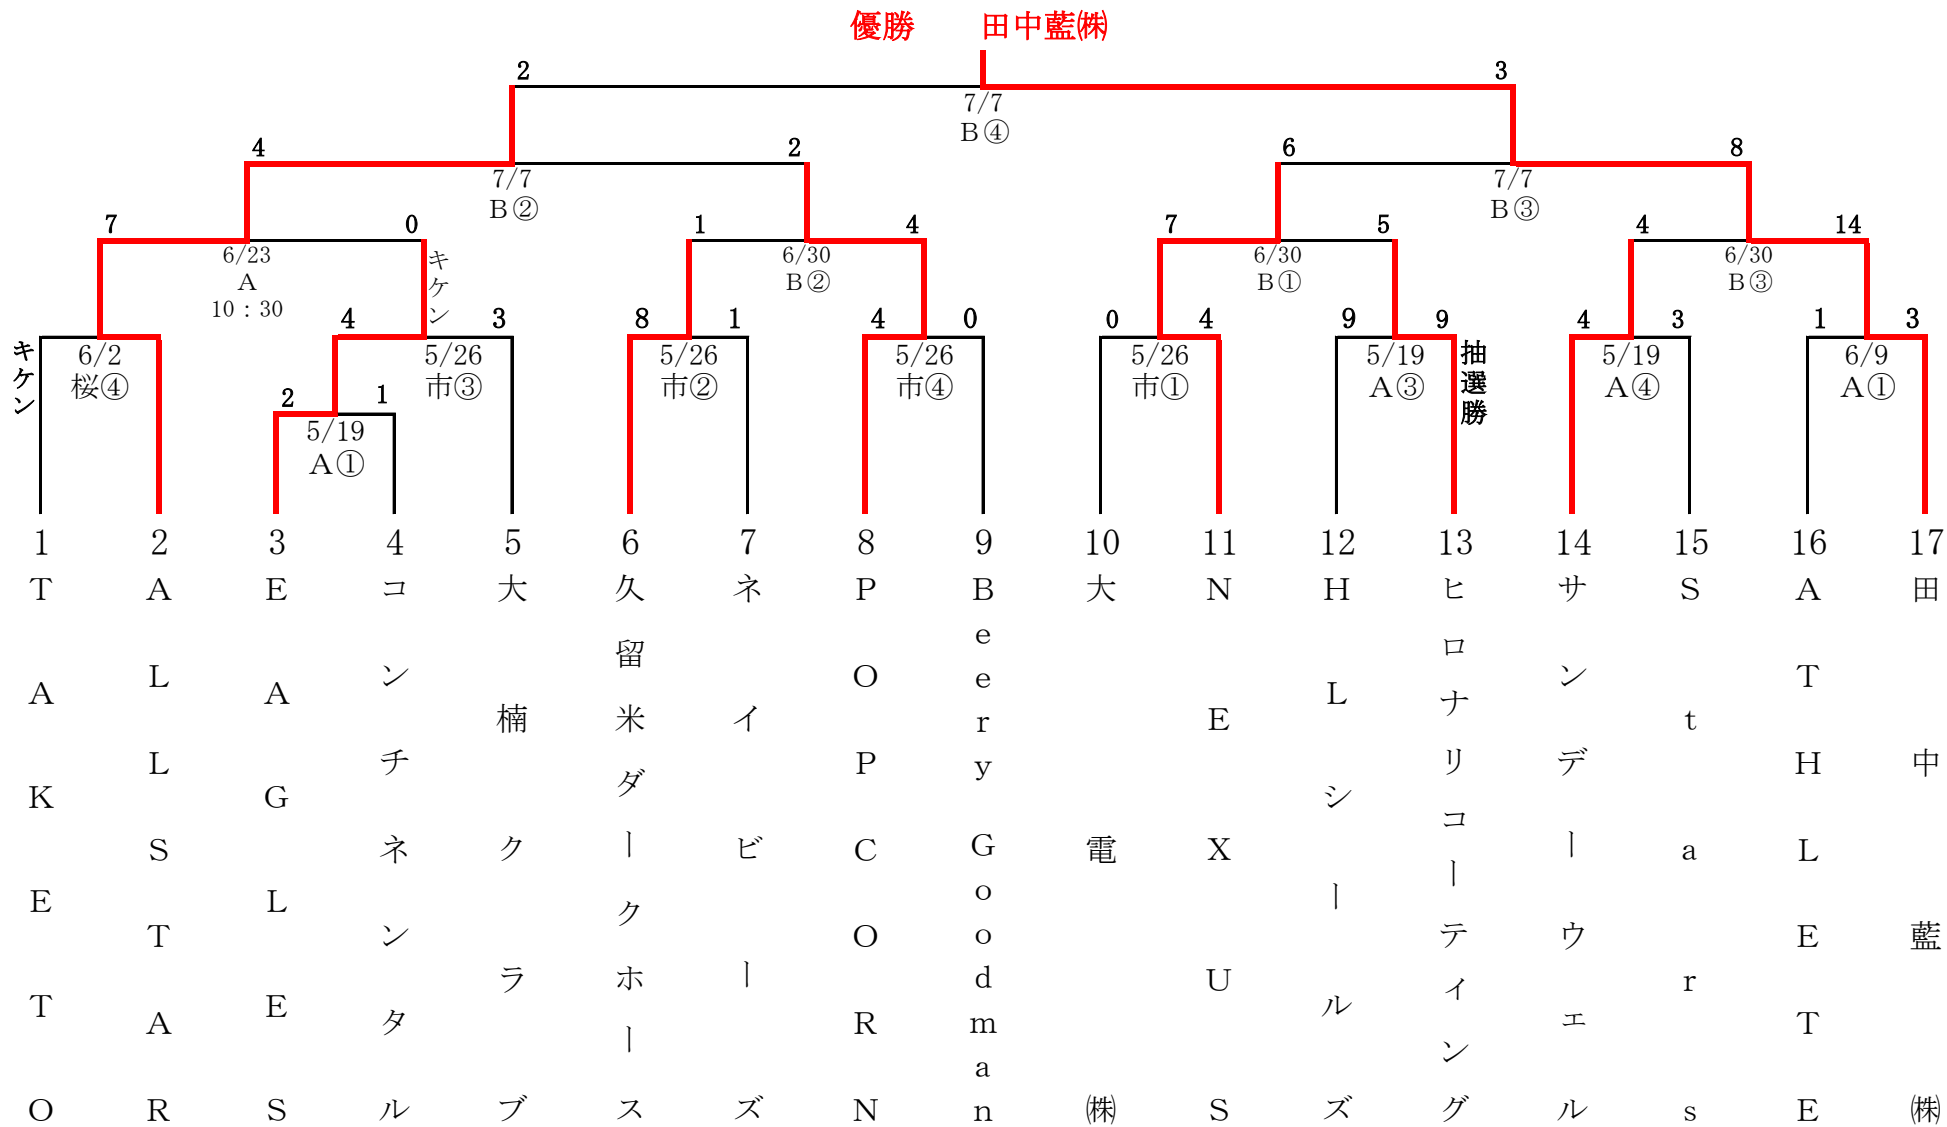 優勝 田中藍㈱
2 3
7/7
B④
4 2 6 8
7/7 7/7
B② B③
7 0 1 4 7 5 4 14
キケン
6/23 6/30 6/30 6/30
A B② B① B③
10：30
4 3 8 1 4 0 0 4 9 9 4 3 1 3
キケン
抽選勝
6/2 5/26 5/26 5/26 5/26 5/19 5/19 6/9
桜④ 市③ 市② 市④ 市① A③ A④ A①
2 1
5/19
A①
1 2 3 4 5 6 7 8 9 10 11 12 13 14 15 16 17
TAKETO
ALLSTAR
EAGLES
コンチネンタル
大楠クラブ
久留米ダークホース
ネイビーズ
POPCORN
Beery Goodman
大電㈱
NEXUS
HLシールズ
ヒロナリコーティング
サンデーウェルズ
Stars
ATHLETE
田中藍㈱